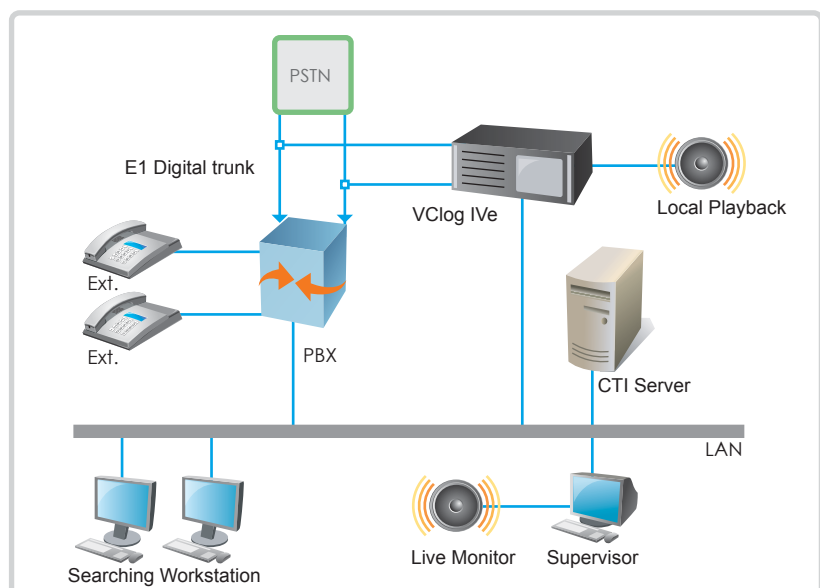 PSTN
E1 Digital trunk
VClog IVe
Local Playback
Ext.
Ext.
PBX
CTI Server
LAN
Searching Workstation
Live Monitor
Supervisor